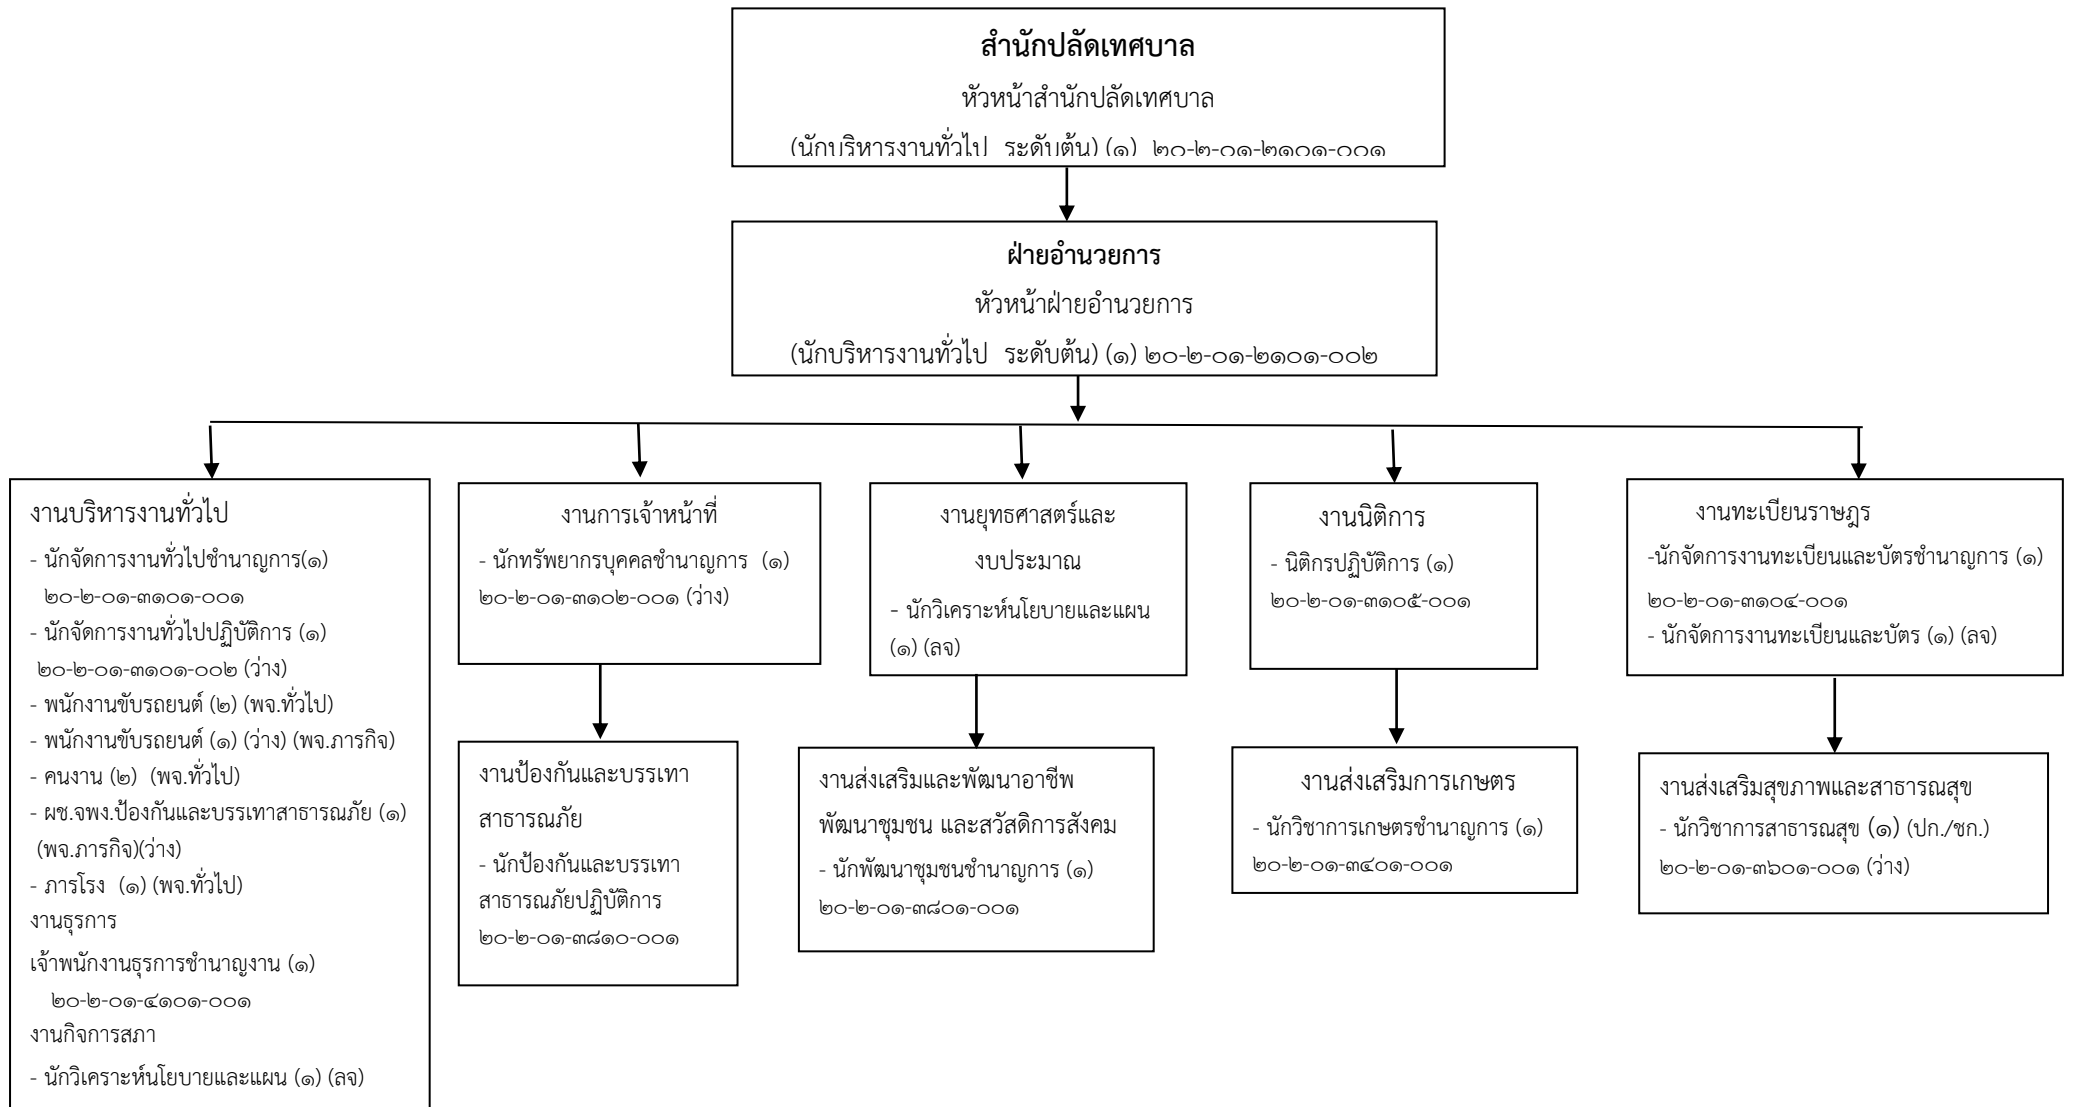 สำนักปลัดเทศบาล
หัวหน้าสำนักปลัดเทศบาล
(นักบริหารงานทั่วไป ระดับต้น) (๑) ๒๐-๒-๐๑-๒๑๐๑-๐๐๑
ฝ่ายอำนวยการ
หัวหน้าฝ่ายอำนวยการ
(นักบริหารงานทั่วไป ระดับต้น) (๑) ๒๐-๒-๐๑-๒๑๐๑-๐๐๒
งานบริหารงานทั่วไป
- นักจัดการงานทั่วไปชำนาญการ(๑)
๒๐-๒-๐๑-๓๑๐๑-๐๐๑
- นักจัดการงานทั่วไปปฏิบัติการ (๑)
๒๐-๒-๐๑-๓๑๐๑-๐๐๒ (ว่าง)
- พนักงานขับรถยนต์ (๒) (พจ.ทั่วไป)
- พนักงานขับรถยนต์ (๑) (ว่าง) (พจ.ภารกิจ)
- คนงาน (๒) (พจ.ทั่วไป)
- ผช.จพง.ป้องกันและบรรเทาสาธารณภัย (๑)
(พจ.ภารกิจ)(ว่าง)
- ภารโรง (๑) (พจ.ทั่วไป)
งานธุรการ
เจ้าพนักงานธุรการชำนาญงาน (๑)
๒๐-๒-๐๑-๔๑๐๑-๐๐๑
งานกิจการสภา
- นักวิเคราะห์นโยบายและแผน (๑) (ลจ)
งานการเจ้าหน้าที่
- นักทรัพยากรบุคคลชำนาญการ (๑)
๒๐-๒-๐๑-๓๑๐๒-๐๐๑ (ว่าง)
งานยุทธศาสตร์และ
งบประมาณ
- นักวิเคราะห์นโยบายและแผน
(๑) (ลจ)
งานนิติการ
- นิติกรปฏิบัติการ (๑)
๒๐-๒-๐๑-๓๑๐๕-๐๐๑
งานทะเบียนราษฎร
-นักจัดการงานทะเบียนและบัตรชำนาญการ (๑)
๒๐-๒-๐๑-๓๑๐๔-๐๐๑
- นักจัดการงานทะเบียนและบัตร (๑) (ลจ)
งานป้องกันและบรรเทา
สาธารณภัย
- นักป้องกันและบรรเทา
สาธารณภัยปฏิบัติการ
๒๐-๒-๐๑-๓๘๑๐-๐๐๑
งานส่งเสริมและพัฒนาอาชีพ
พัฒนาชุมชน และสวัสดิการสังคม
- นักพัฒนาชุมชนชำนาญการ (๑)
๒๐-๒-๐๑-๓๘๐๑-๐๐๑
งานส่งเสริมการเกษตร
- นักวิชาการเกษตรชำนาญการ (๑)
๒๐-๒-๐๑-๓๔๐๑-๐๐๑
งานส่งเสริมสุขภาพและสาธารณสุข
- นักวิชาการสาธารณสุข (๑) (ปก./ชก.)
๒๐-๒-๐๑-๓๖๐๑-๐๐๑ (ว่าง)